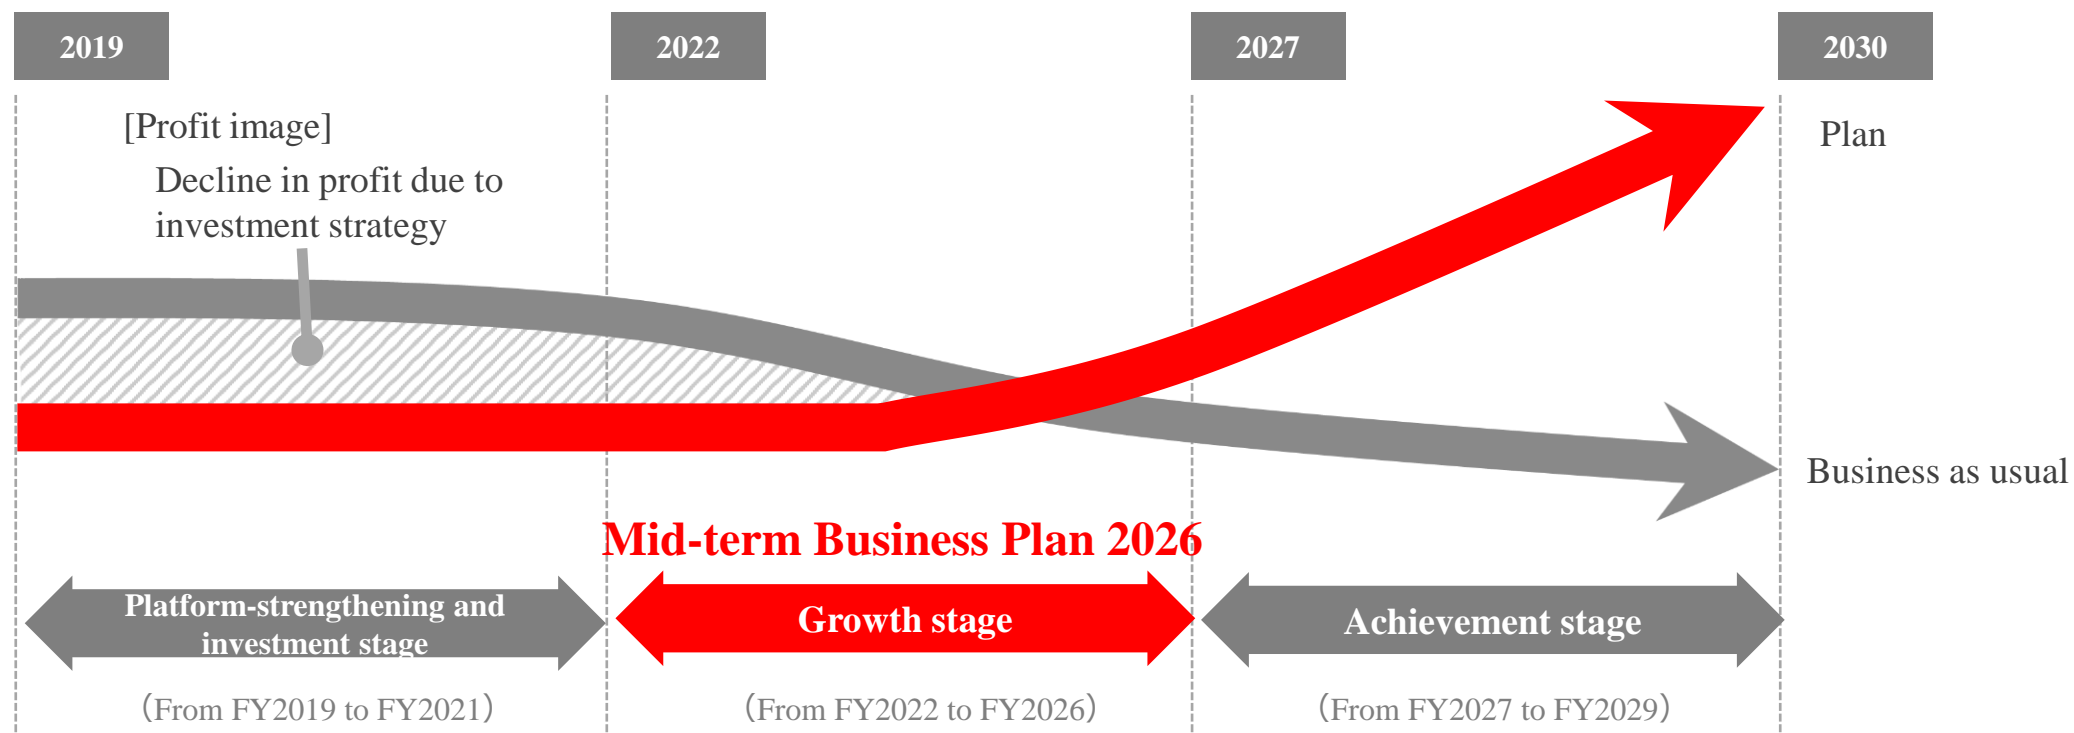 2019
2022
2027
2030
[Profit image]
Decline in profit due to
investment strategy
Plan
Business as usual
Mid-term Business Plan 2026
Platform-strengthening and
investment stage
Growth stage
Achievement stage
（From FY2019 to FY2021）
（From FY2022 to FY2026）
（From FY2027 to FY2029）